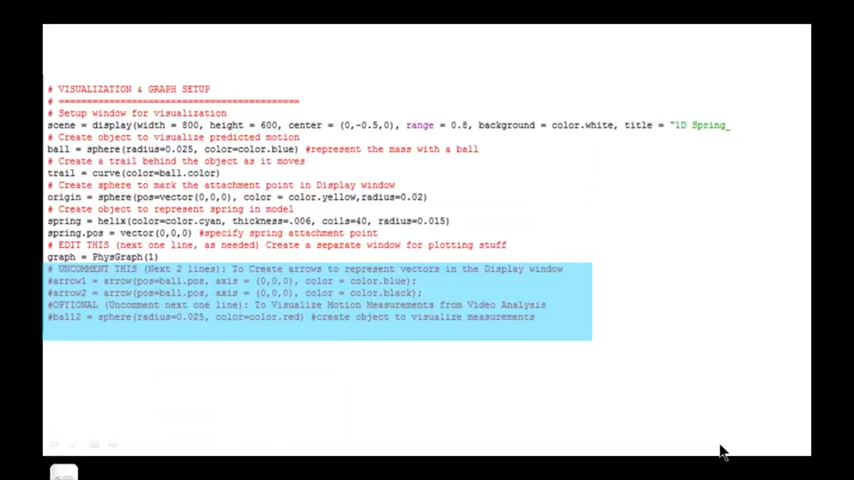 # VISUALIZATION & GRAPH SETUP
# ========================================
# Setup window for visualization
scene = display(width = 800, height = 600, center = (0,-0.5,0), range = 0.8, background = color.white, title = "1D Spring_
# Create object to visualize predicted motion
ball = sphere(radius=0.025, color=color.blue) #represent the mass with a ball
# Create a trail behind the object as it moves
trail = curve(color=ball.color)
# Create sphere to mark the attachment point in Display window
origin = sphere(pos=vector(0,0,0), color = color.yellow,radius=0.02)
# Create object to represent spring in model
spring = helix(color=color.cyan, thickness=.006, coils=40, radius=0.015)
spring.pos = vector(0,0,0) #specify spring attachment point
# EDIT THIS (next one line, as needed) Create a separate window for plotting stuff
graph = PhysGraph(1)
# UNCOMMENT THIS (Next 2 lines): To Create arrows to represent vectors in the Display window
#arrow1 = arrow(pos=ball.pos, axis = (0,0,0), color = color.blue);
#arrow2 = arrow(pos=ball.pos, axis = (0,0,0), color = color.black);
#OPTIONAL (Uncomment next one line): To Visualize Motion Measurements from Video Analysis
#ball2 = sphere(radius=0.025, color=color.red) #create object to visualize measurements